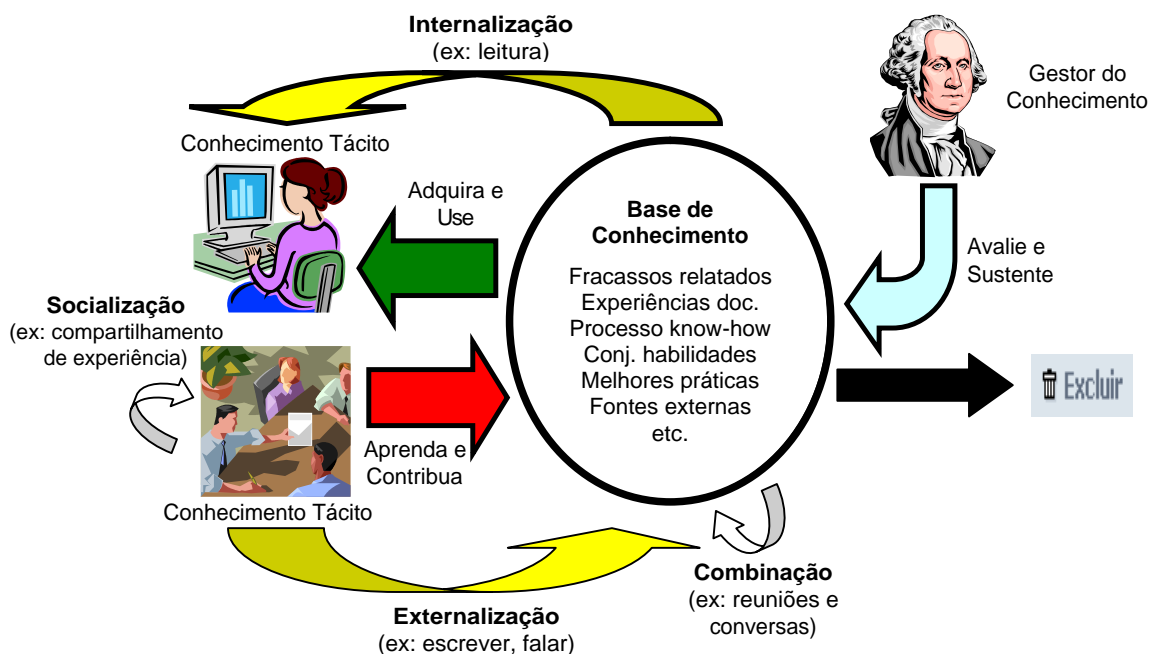 Internalização
(ex: leitura)
Gestor do
Conhecimento
Conhecimento Tácito
Adquira e
Use
Base de
Conhecimento
Fracassos relatados
Experiências doc.
Processo know-how
Conj. habilidades
Melhores práticas
Fontes externas
etc.
Avalie e
Sustente
Socialização
(ex: compartilhamento
de experiência)
Excluir
Aprenda e
Contribua
Conhecimento Tácito
Combinação
(ex: reuniões e
conversas)
Externalização
(ex: escrever, falar)